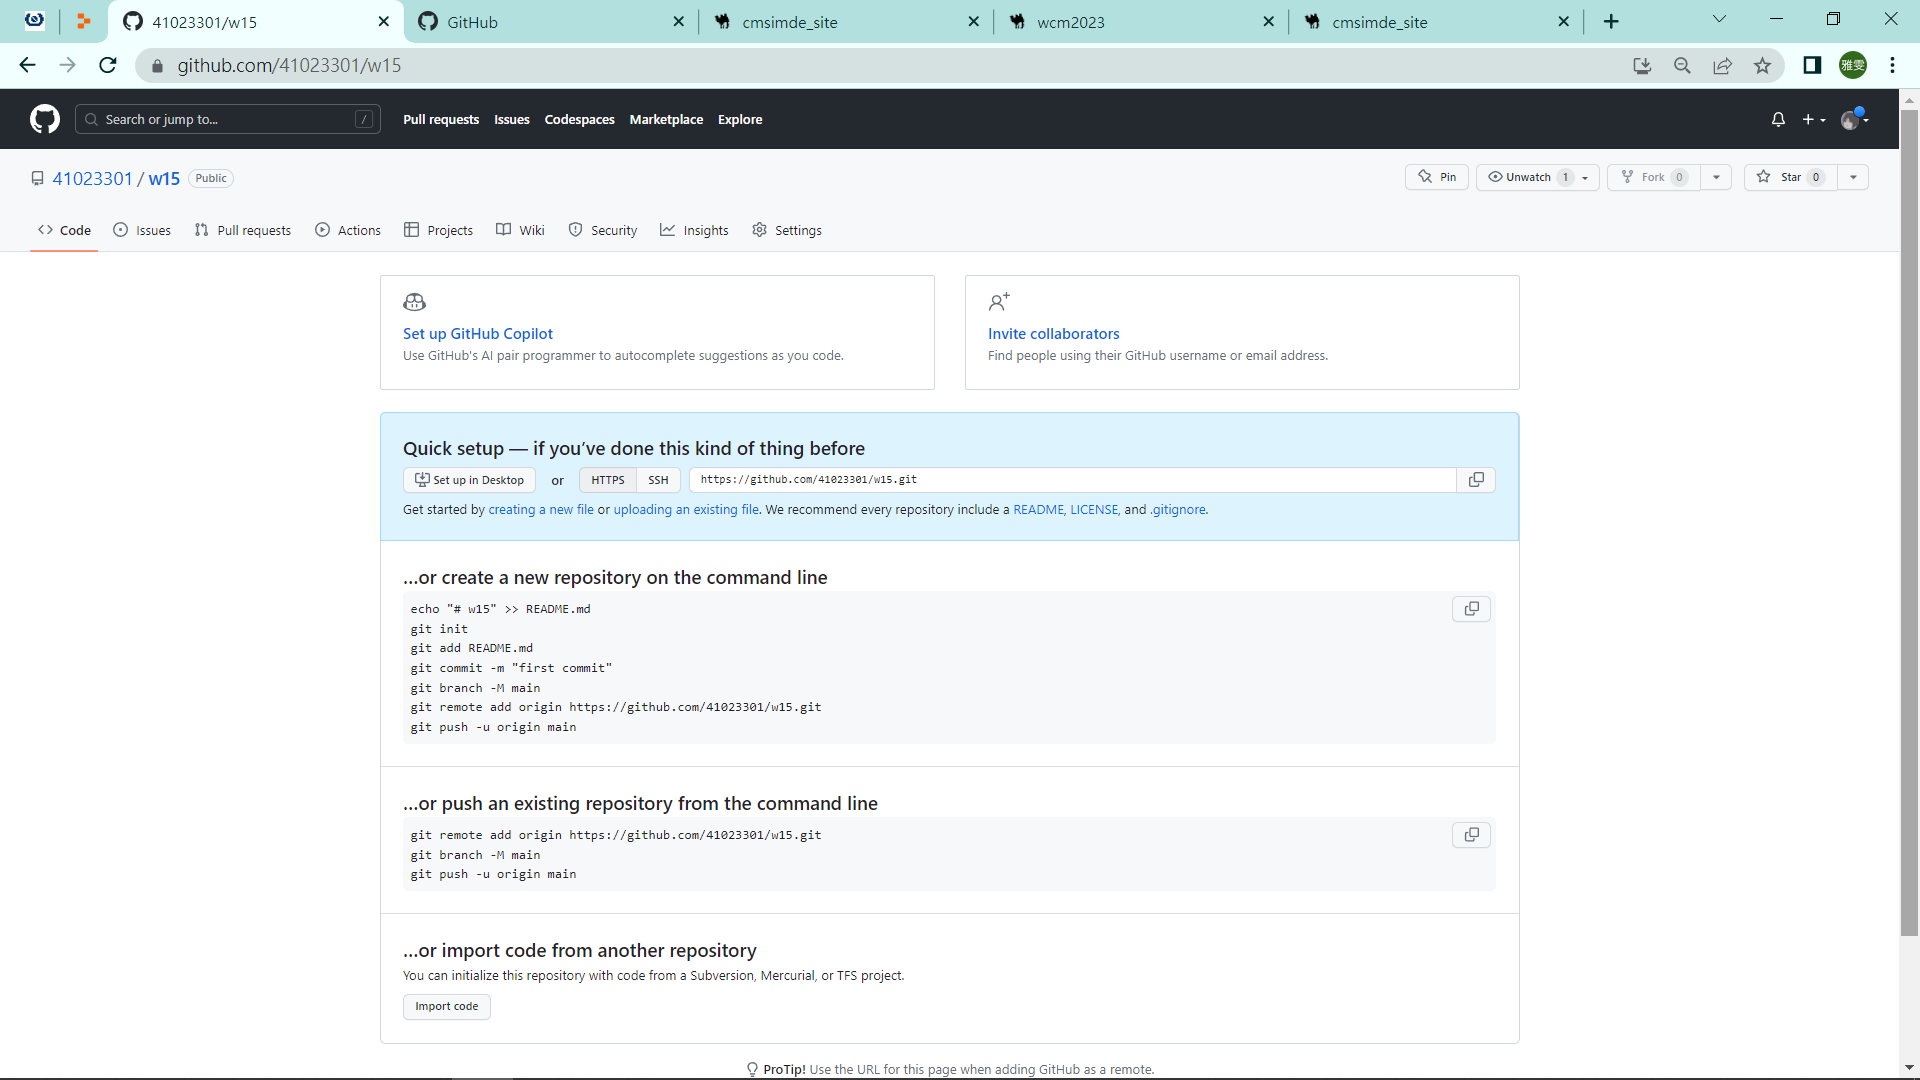 41023301/w15
GitHub
cmsimde_site
wcm2023
cmsimde_site
github.com/41023301/w15
雅雯
Search or jump to...
/
Pull requests
Issues
Codespaces
Marketplace
Explore
41023301 / w15
Public
Pin
Unwatch 1
Fork 0
Star 0
Code
Issues
Pull requests
Actions
Projects
Wiki
Security
Insights
Settings
Set up GitHub Copilot
Use GitHub's AI pair programmer to autocomplete suggestions as you code.
Invite collaborators
Find people using their GitHub username or email address.
Quick setup — if you’ve done this kind of thing before
Set up in Desktop
or
HTTPS
SSH
https://github.com/41023301/w15.git
Get started by creating a new file or uploading an existing file. We recommend every repository include a README, LICENSE, and .gitignore.
…or create a new repository on the command line
echo "# w15" >> README.md
git init
git add README.md
git commit -m "first commit"
git branch -M main
git remote add origin https://github.com/41023301/w15.git
git push -u origin main
…or push an existing repository from the command line
git remote add origin https://github.com/41023301/w15.git
git branch -M main
git push -u origin main
…or import code from another repository
You can initialize this repository with code from a Subversion, Mercurial, or TFS project.
Import code
ProTip! Use the URL for this page when adding GitHub as a remote.